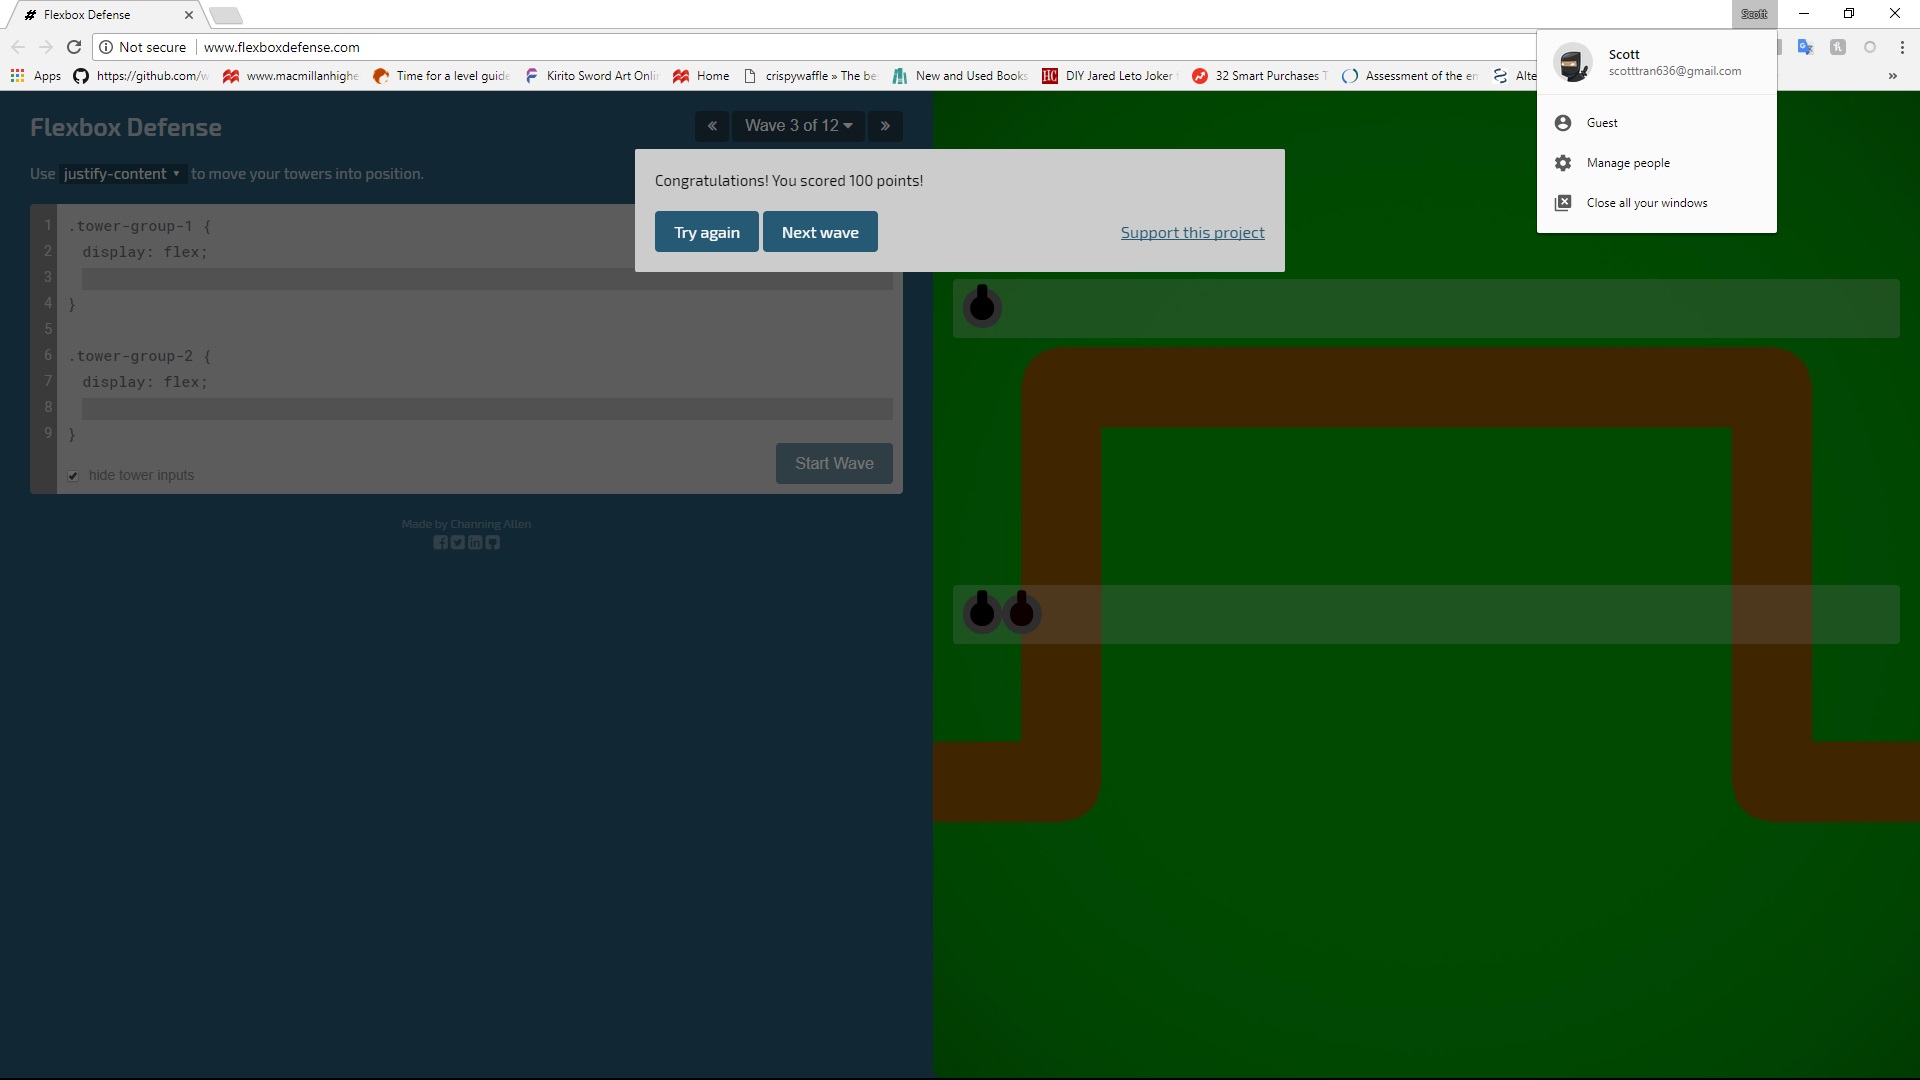 Flexbox Defense
Scott
Not secure
www.flexboxdefense.com
Apps
https://github.com/w
www.macmillanhighe
Time for a level guide
Kirito Sword Art Onli
Home
crispywaffle » The be
New and Used Books
HC
DIY Jared Leto Joker
32 Smart Purchases
Assessment of the en
Alte
»
Scott
scotttran636@gmail.com
Guest
Manage people
Close all your windows
Flexbox Defense
« Wave 3 of 12 »
Use justify-content to move your towers into position.
Congratulations! You scored 100 points!
Try again
Next wave
Support this project
1 .tower-group-1 {
2 display: flex;
3
4 }
5
6 .tower-group-2 {
7 display: flex;
8
9 }
hide tower inputs
Start Wave
Made by Channing Allen